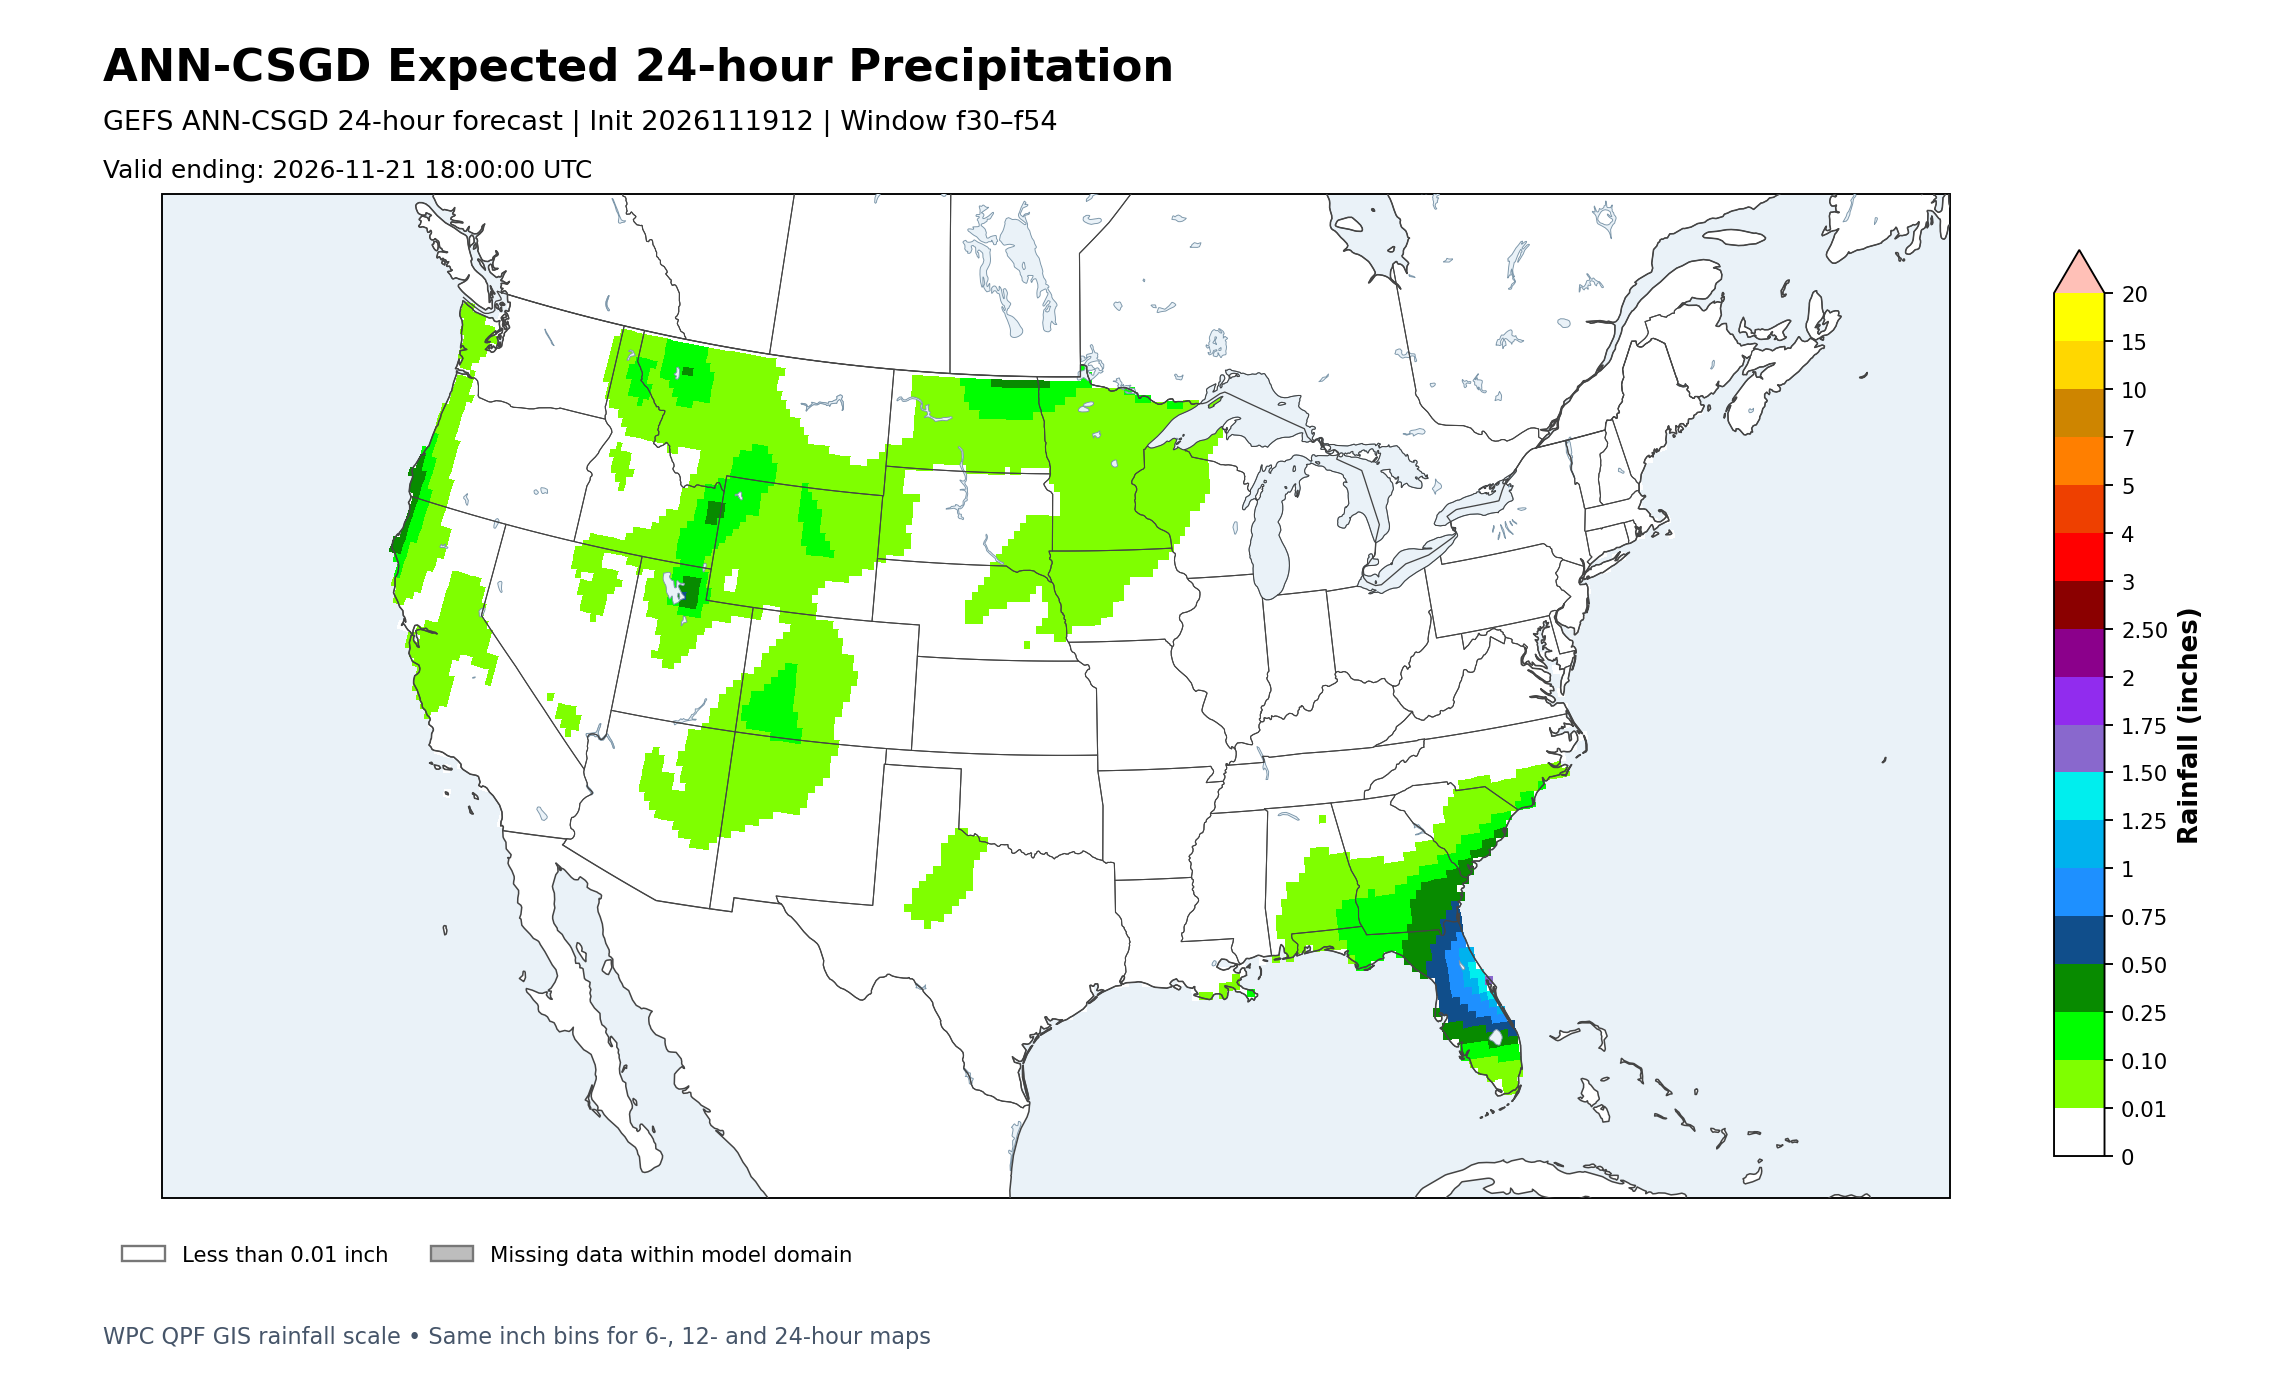 ANN-CSGD Expected 24-hour Precipitation
GEFS ANN-CSGD 24-hour forecast | Init 2026111912 | Window f30–f54
Valid ending: 2026-11-21 18:00:00 UTC
20
15
10
7
5
4
3
2.50
2
1.75
1.50
1.25
1
0.75
0.50
0.25
0.10
0.01
0
Rainfall (inches)
Less than 0.01 inch
Missing data within model domain
WPC QPF GIS rainfall scale • Same inch bins for 6-, 12- and 24-hour maps